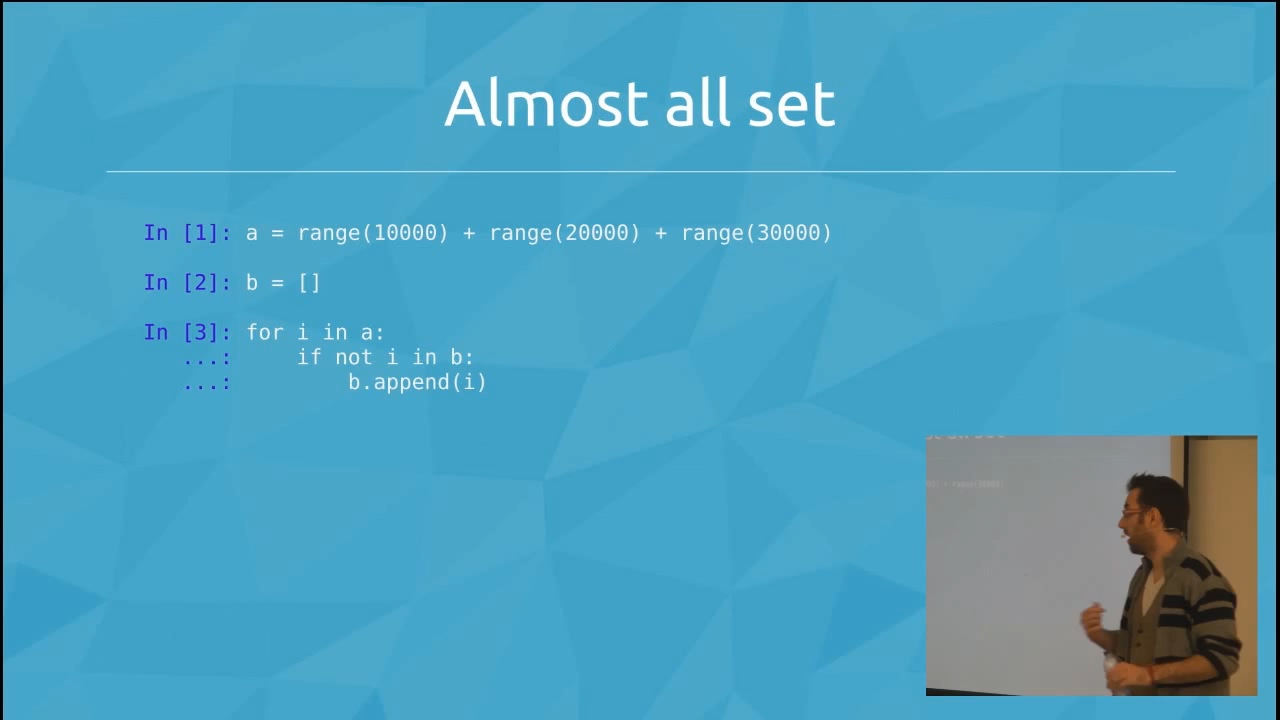 Almost all set
In [1]: a = range(10000) + range(20000) + range(30000)
In [2]: b = []
In [3]: for i in a:
...: if not i in b:
...: b.append(i)